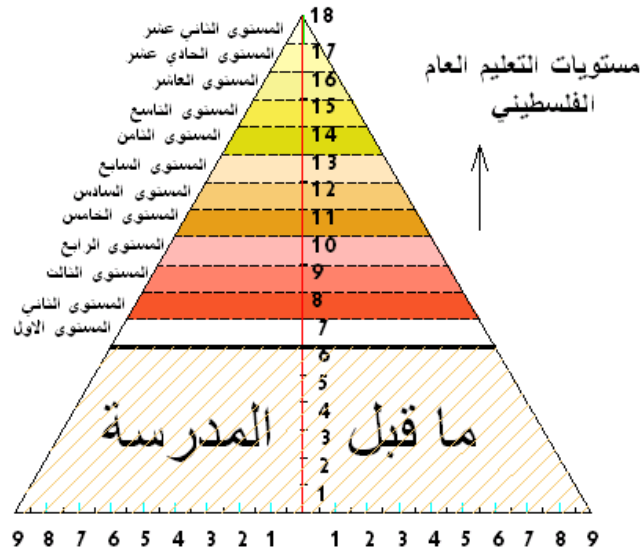 مستويات التعليم العام
الفلسطيني
18
المستوى الثاني عشر
17
المستوى الحادي عشر
16
المستوى العاشر
15
المستوى التاسع
14
المستوى الثامن
13
المستوى السابع
12
المستوى السادس
11
المستوى الخامس
10
المستوى الرابع
9
المستوى الثالث
8
المستوى الثاني
7
المستوى الاول
6
5
4
ما قبل المدرسة
3
2
1
9 8 7 6 5 4 3 2 1 1 2 3 4 5 6 7 8 9